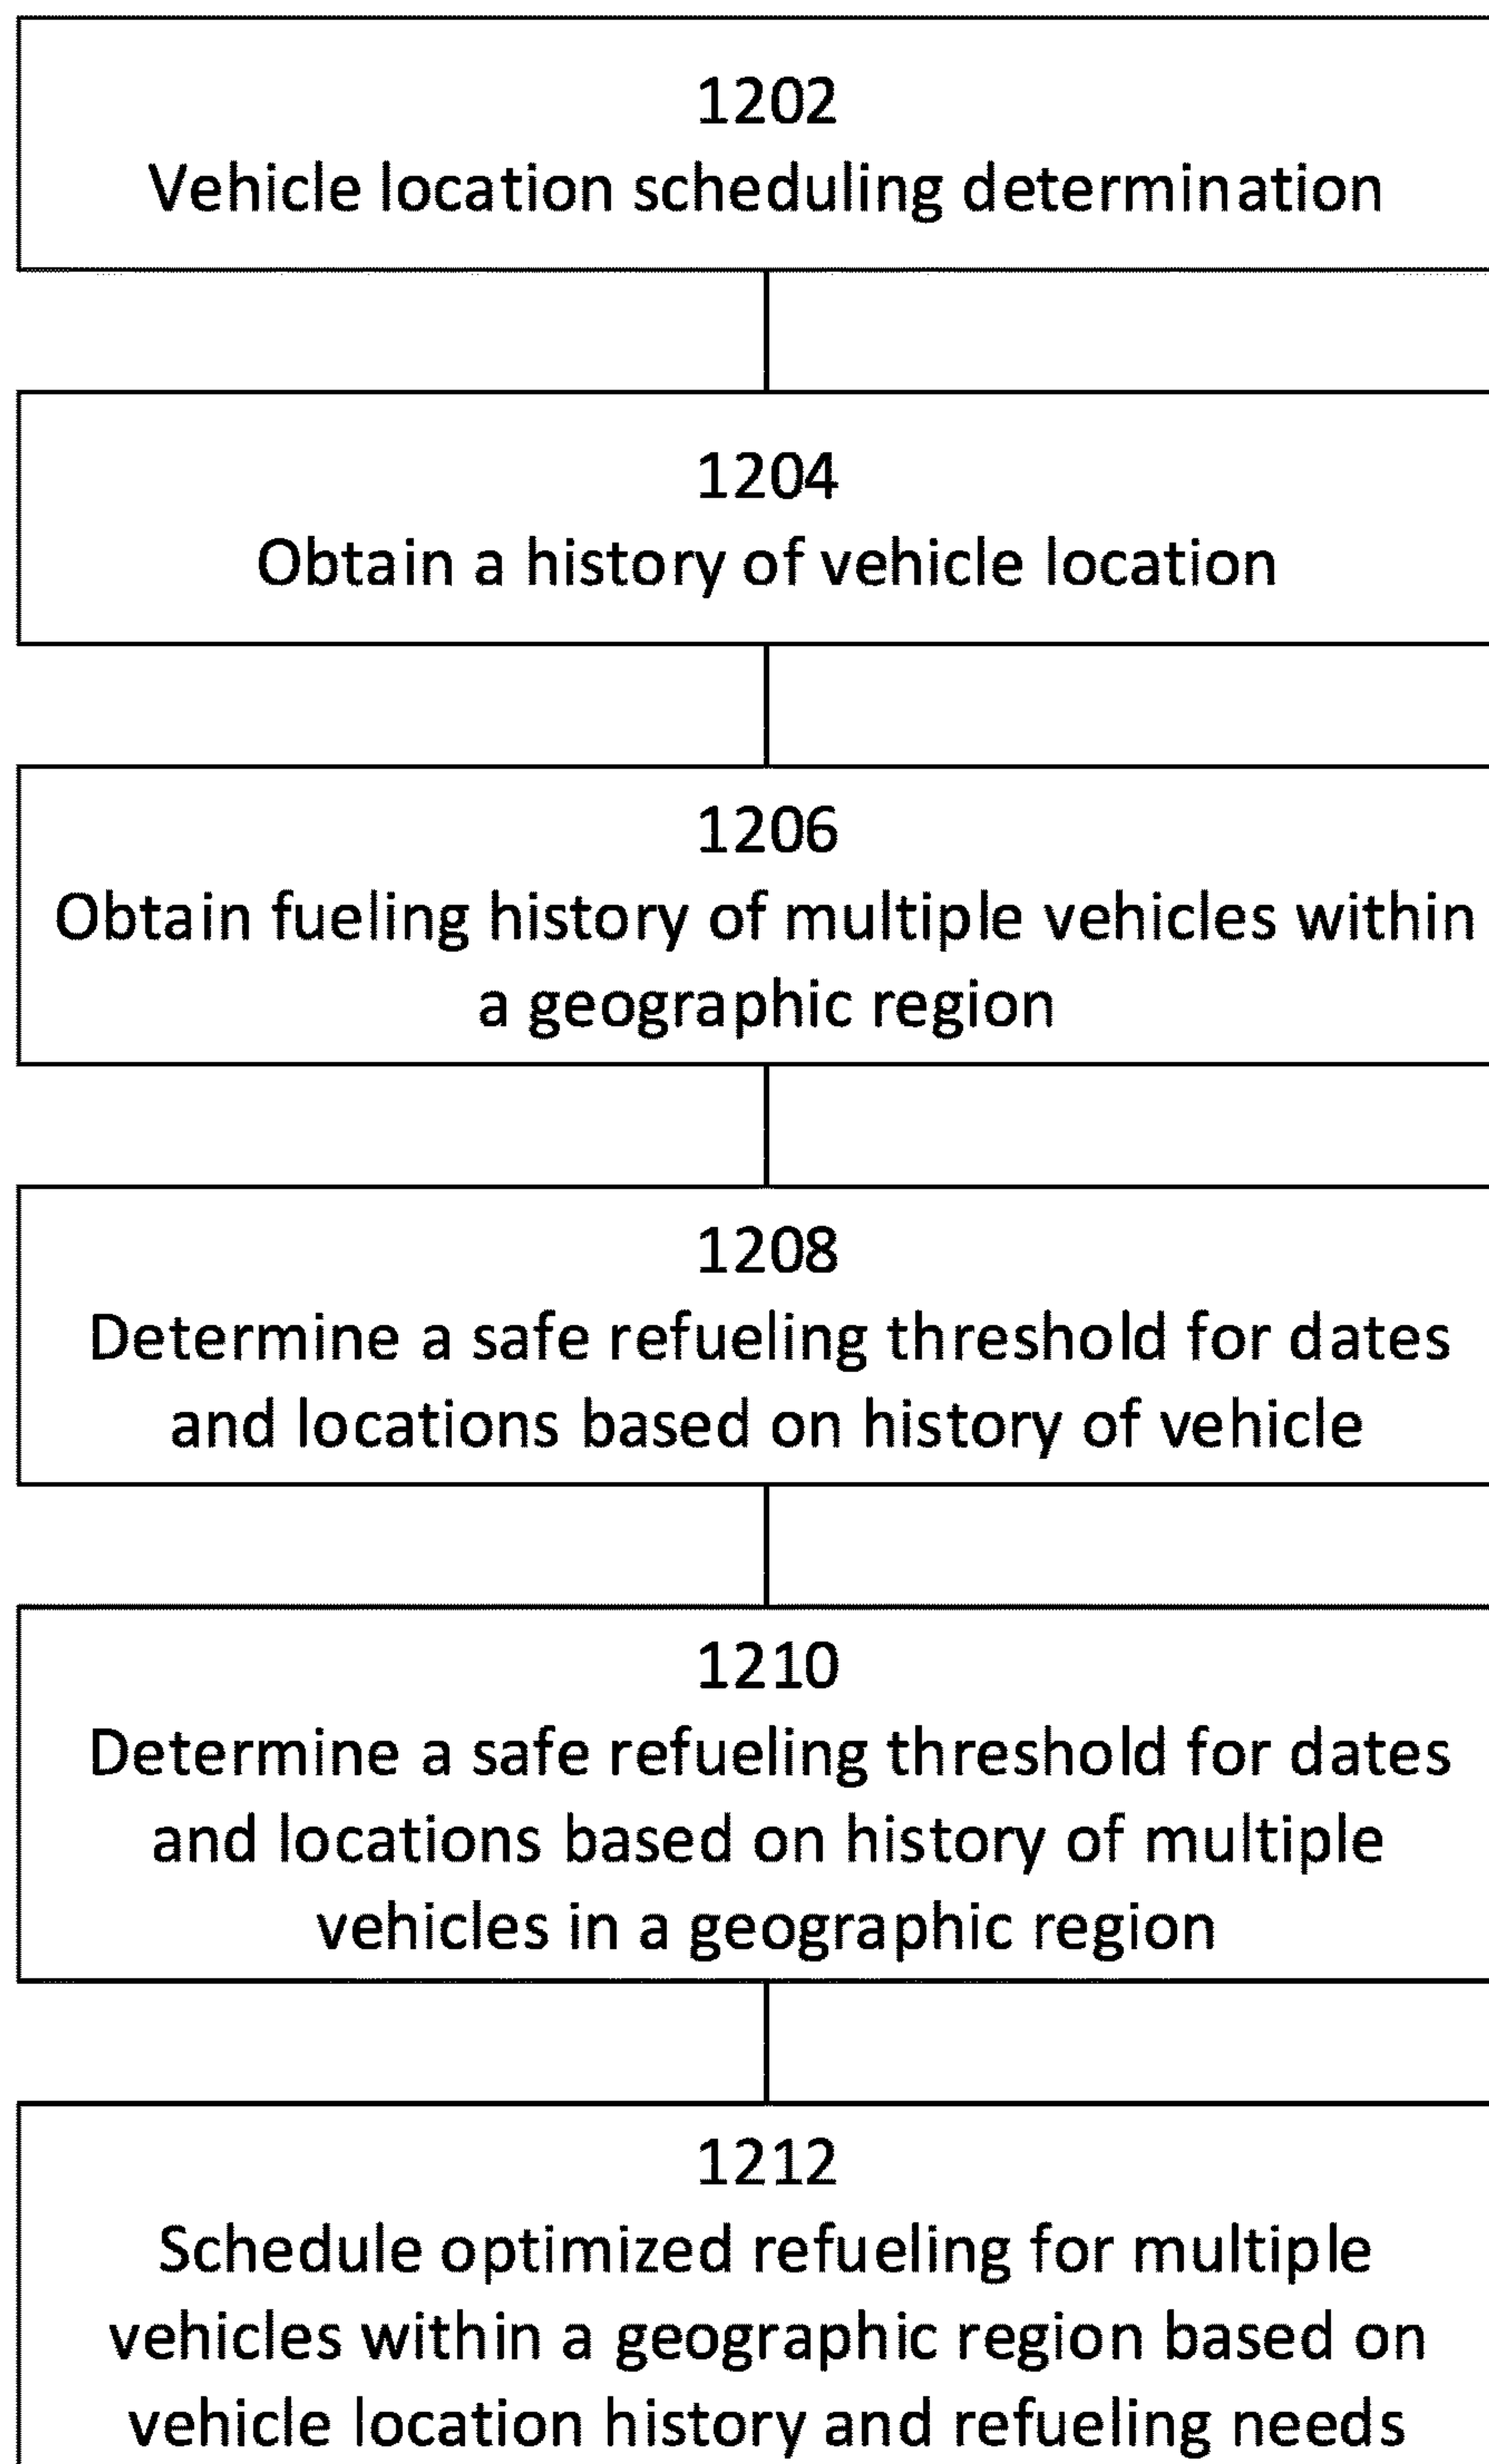 1202
Vehicle location scheduling determination
1204
Obtain a history of vehicle location
1206
Obtain fueling history of multiple vehicles within
a geographic region
1208
Determine a safe refueling threshold for dates
and locations based on history of vehicle
1210
Determine a safe refueling threshold for dates
and locations based on history of multiple
vehicles in a geographic region
1212
Schedule optimized refueling for multiple
vehicles within a geographic region based on
vehicle location history and refueling needs